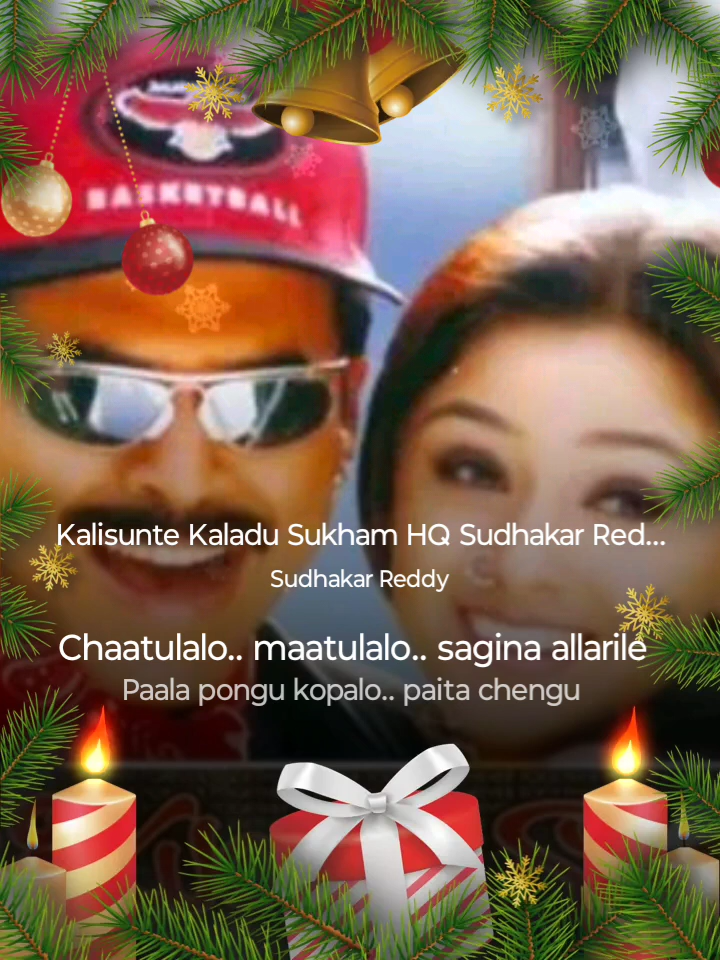 BASKETBALL
Kalisunte Kaladu Sukham HQ Sudhakar Red...
Sudhakar Reddy
Chaatulalo.. maatulalo.. sagina allarile
Paala pongu kopalo.. paita chengu